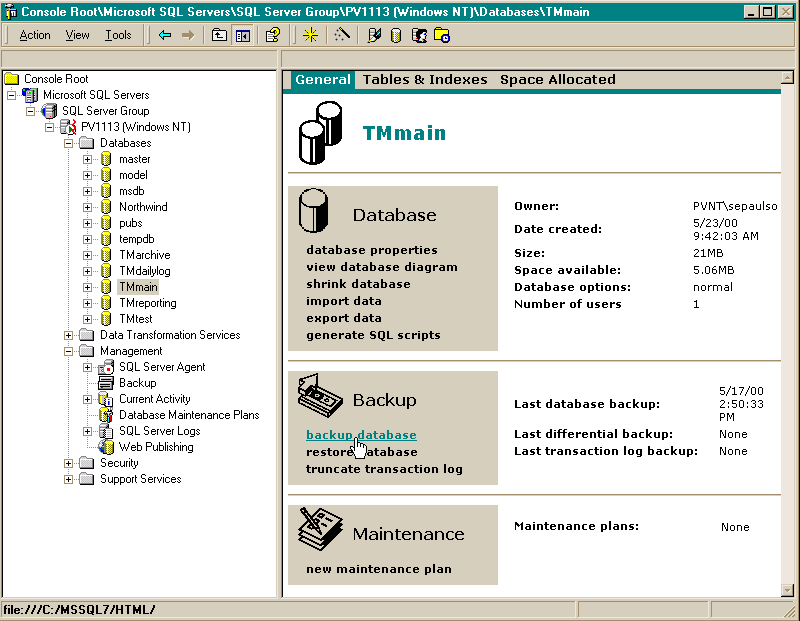 Console Root\Microsoft SQL Servers\SQL Server Group\PV1113 (Windows NT)\Databases\TMmain
Action View Tools
Console Root
Microsoft SQL Servers
SQL Server Group
PV1113 (Windows NT)
Databases
master
model
msdb
Northwind
pubs
tempdb
TMarchive
TMdailylog
TMmain
TMreporting
TMtest
Data Transformation Services
Management
SQL Server Agent
Backup
Current Activity
Database Maintenance Plans
SQL Server Logs
Web Publishing
Security
Support Services
General Tables & Indexes Space Allocated
TMmain
Database
database properties
view database diagram
shrink database
import data
export data
generate SQL scripts
Owner: PVNT\sepaulso
Date created: 5/23/00
9:42:03 AM
Size: 21MB
Space available: 5.06MB
Database options: normal
Number of users 1
Backup
backup database
restore database
truncate transaction log
Last database backup: 5/17/00
2:50:33
PM
Last differential backup: None
Last transaction log backup: None
Maintenance
new maintenance plan
Maintenance plans: None
file:///C:/MSSQL7/HTML/